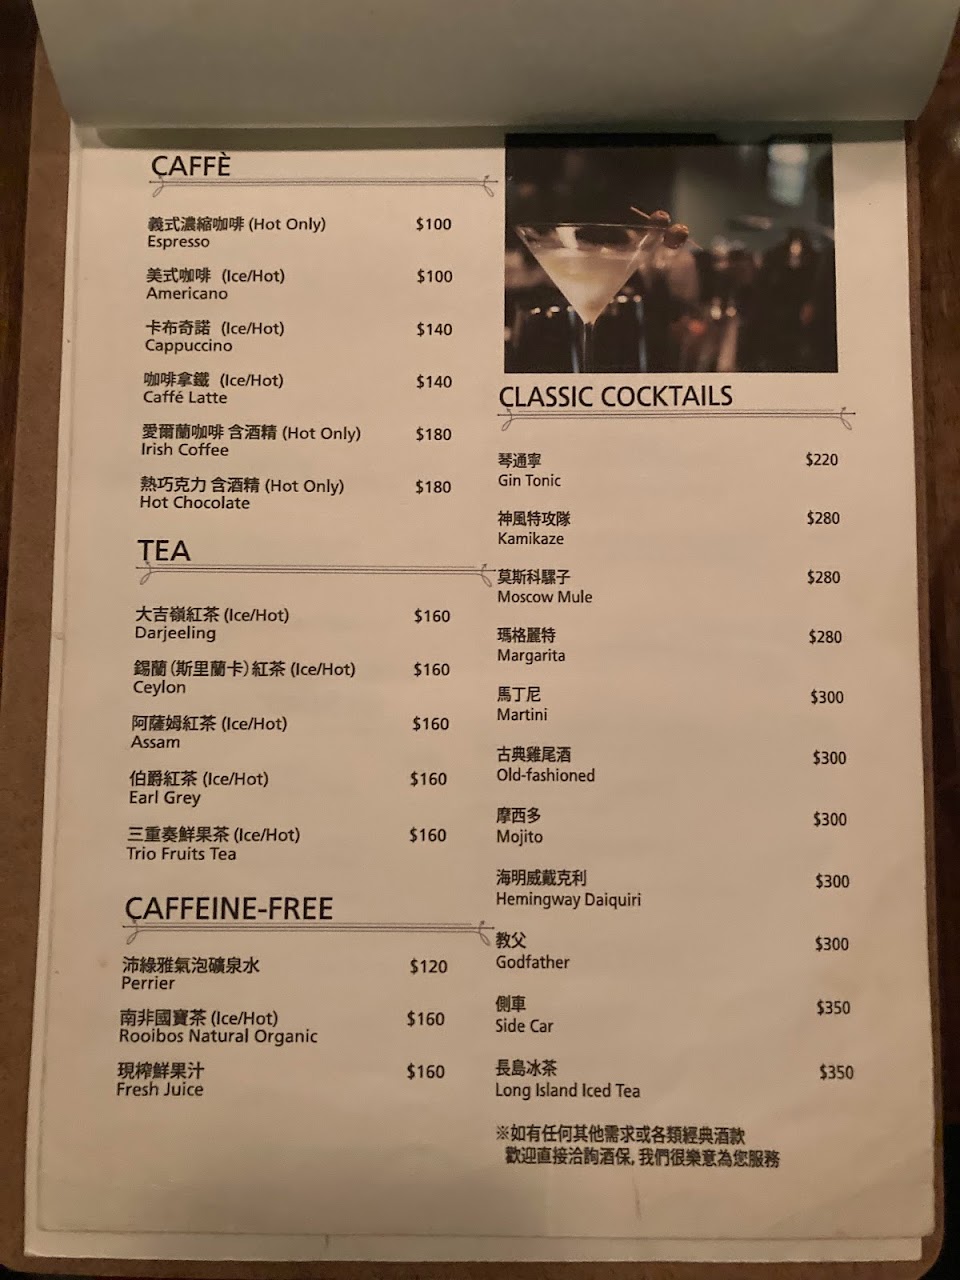 CAFFÈ
義式濃縮咖啡 (Hot Only) $100
Espresso
美式咖啡 (Ice/Hot) $100
Americano
卡布奇諾 (Ice/Hot) $140
Cappuccino
咖啡拿鐵 (Ice/Hot) $140
Caffé Latte
愛爾蘭咖啡 含酒精 (Hot Only) $180
Irish Coffee
熱巧克力 含酒精 (Hot Only) $180
Hot Chocolate
TEA
大吉嶺紅茶 (Ice/Hot) $160
Darjeeling
錫蘭(斯里蘭卡)紅茶 (Ice/Hot) $160
Ceylon
阿薩姆紅茶 (Ice/Hot) $160
Assam
伯爵紅茶 (Ice/Hot) $160
Earl Grey
三重奏鮮果茶 (Ice/Hot) $160
Trio Fruits Tea
CAFFEINE-FREE
沛綠雅氣泡礦泉水 $120
Perrier
南非國寶茶 (Ice/Hot) $160
Rooibos Natural Organic
現榨鮮果汁 $160
Fresh Juice
CLASSIC COCKTAILS
琴通寧 $220
Gin Tonic
神風特攻隊 $280
Kamikaze
莫斯科騾子 $280
Moscow Mule
瑪格麗特 $280
Margarita
馬丁尼 $300
Martini
古典雞尾酒 $300
Old-fashioned
摩西多 $300
Mojito
海明威戴克利 $300
Hemingway Daiquiri
教父 $300
Godfather
側車 $350
Side Car
長島冰茶 $350
Long Island Iced Tea
※如有任何其他需求或各類經典酒款
歡迎直接洽詢酒保, 我們很樂意為您服務